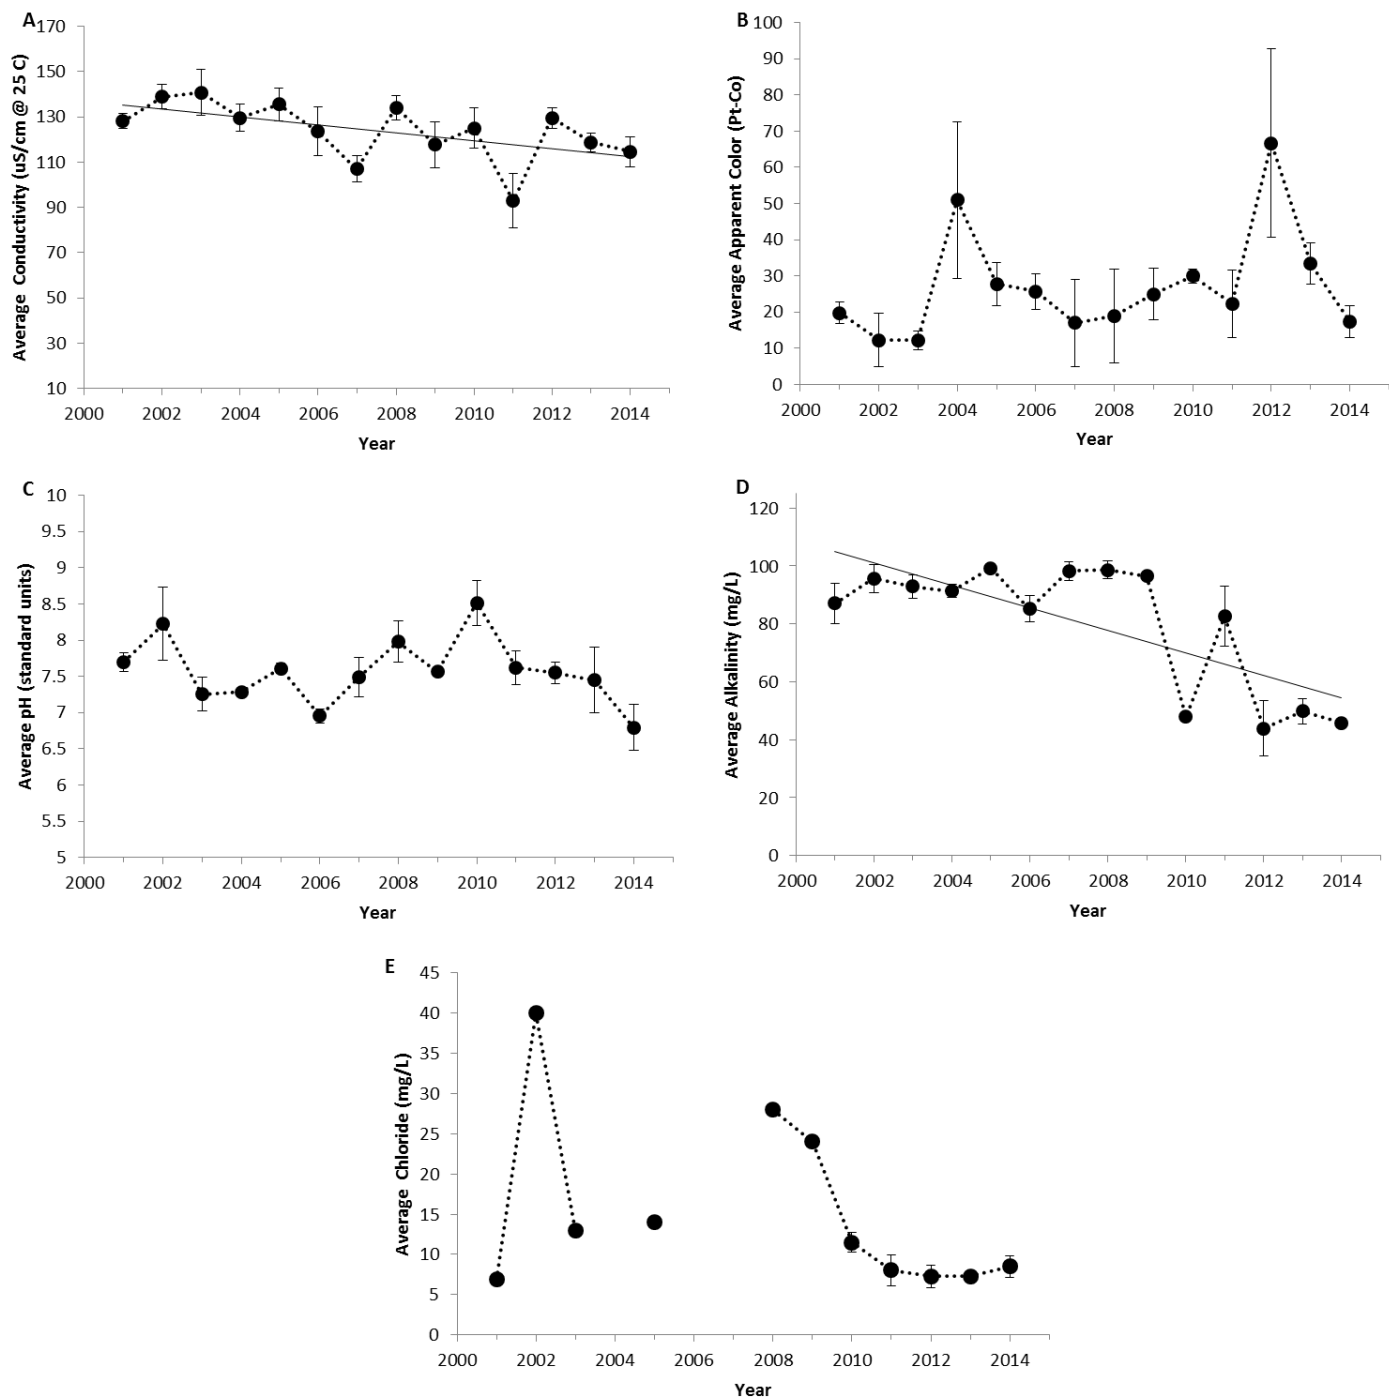 A
170
150
130
110
90
70
50
30
10
Average Conductivity (uS/cm @ 25 C)
2000 2002 2004 2006 2008 2010 2012 2014
Year
B
100
90
80
70
60
50
40
30
20
10
0
Average Apparent Color (Pt-Co)
2000 2002 2004 2006 2008 2010 2012 2014
Year
C
10
9.5
9
8.5
8
7.5
7
6.5
6
5.5
5
Average pH (standard units)
2000 2002 2004 2006 2008 2010 2012 2014
Year
D
120
100
80
60
40
20
0
Average Alkalinity (mg/L)
2000 2002 2004 2006 2008 2010 2012 2014
Year
E
45
40
35
30
25
20
15
10
5
0
Average Chloride (mg/L)
2000 2002 2004 2006 2008 2010 2012 2014
Year